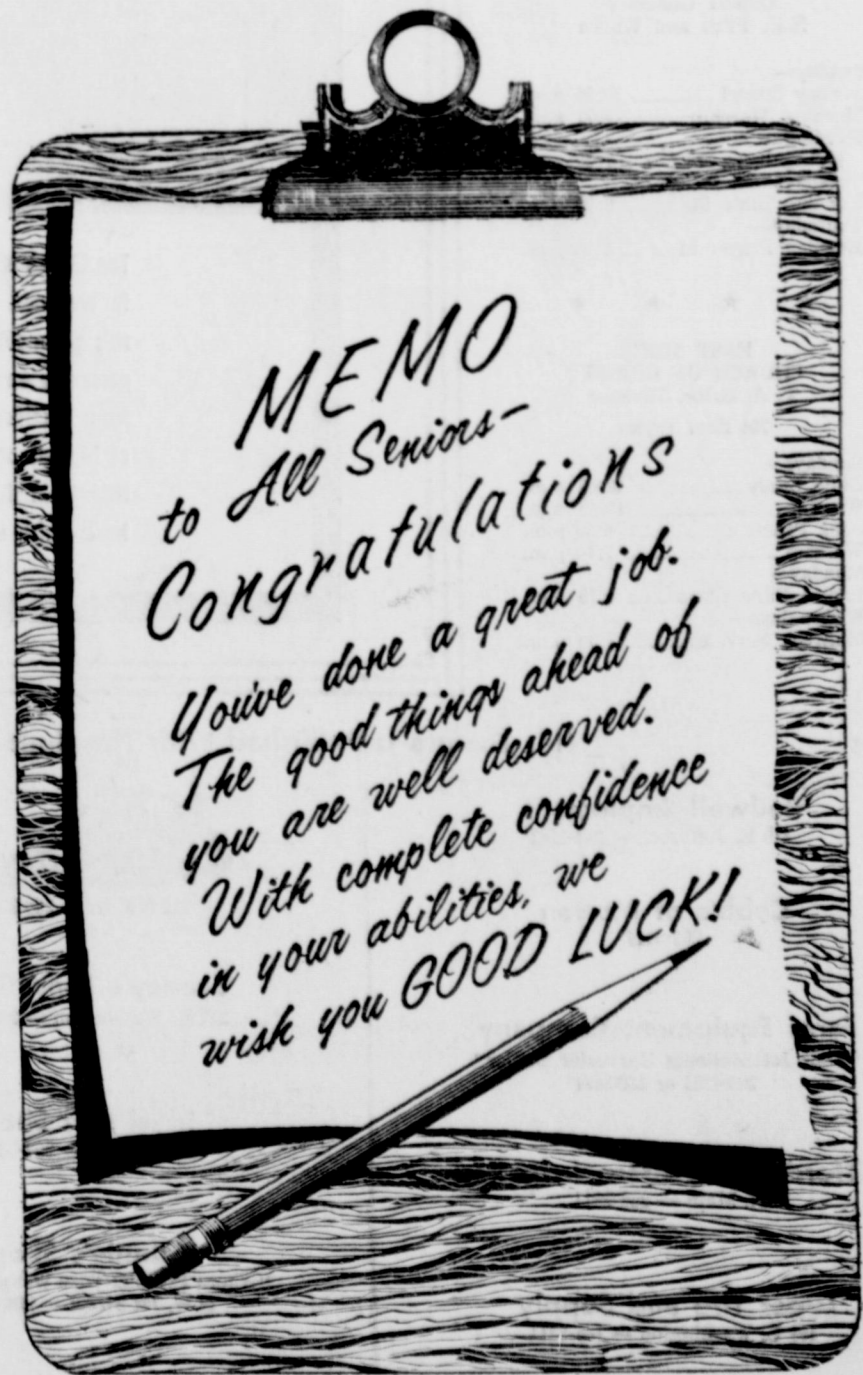 MEMO
to All Seniors—
Congratulations
You've done a great job.
The good things ahead of
you are well deserved.
With complete confidence
in your abilities, we
wish you GOOD LUCK!